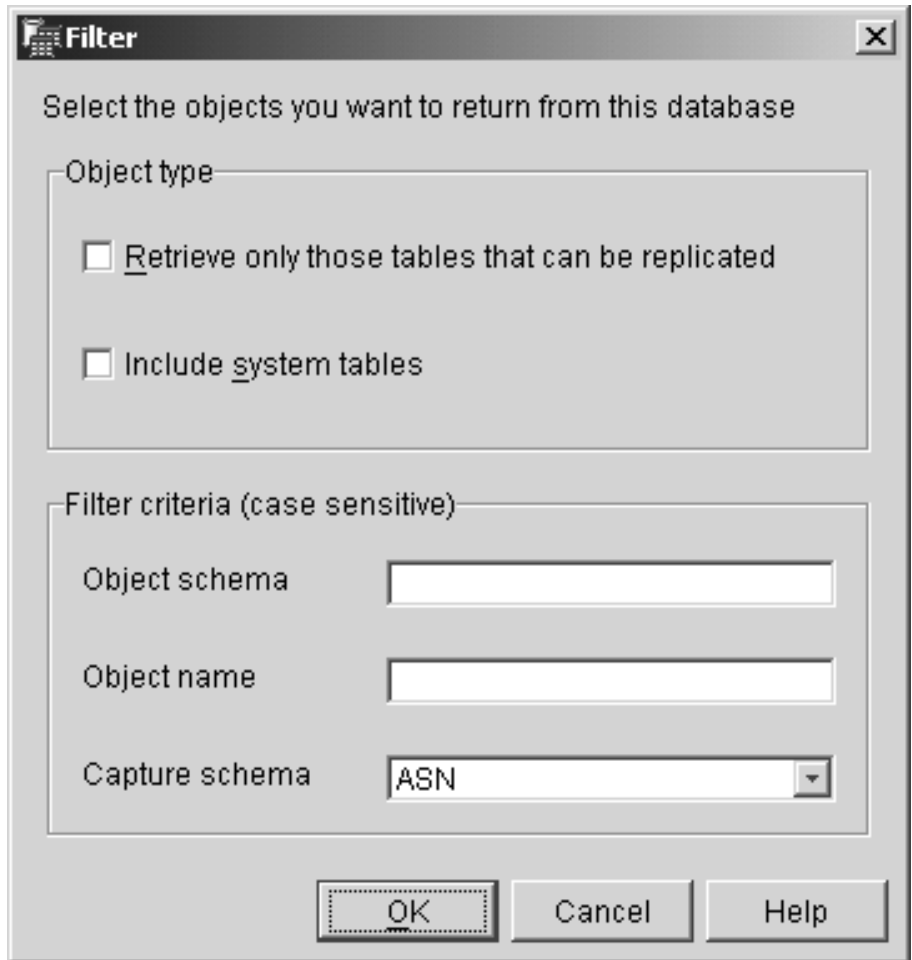 Filter
Select the objects you want to return from this database
Object type
Retrieve only those tables that can be replicated
Include system tables
Filter criteria (case sensitive)
Object schema
Object name
Capture schema ASN
OK Cancel Help